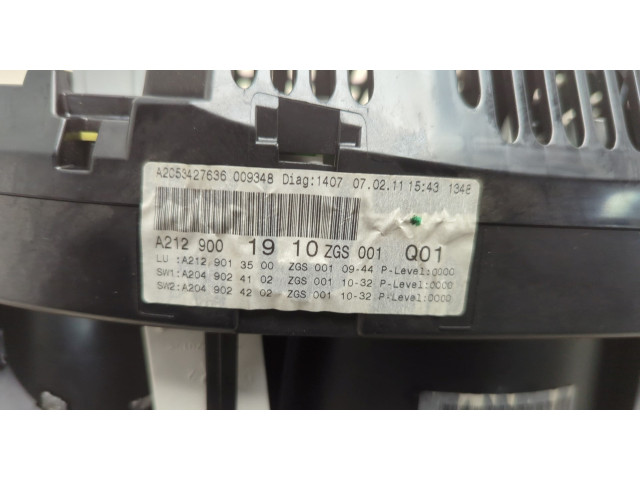 A2C53427636 009348 Diag:1407 07.02.11 15:43 1348
A212 900 19 10 ZGS 001 Q01
LU :A212 901 35 00 ZGS 001 09-44 P-Level:0000
SW1:A204 902 41 02 ZGS 001 10-32 P-Level:0000
SW2:A204 902 42 02 ZGS 001 10-32 P-Level:0000